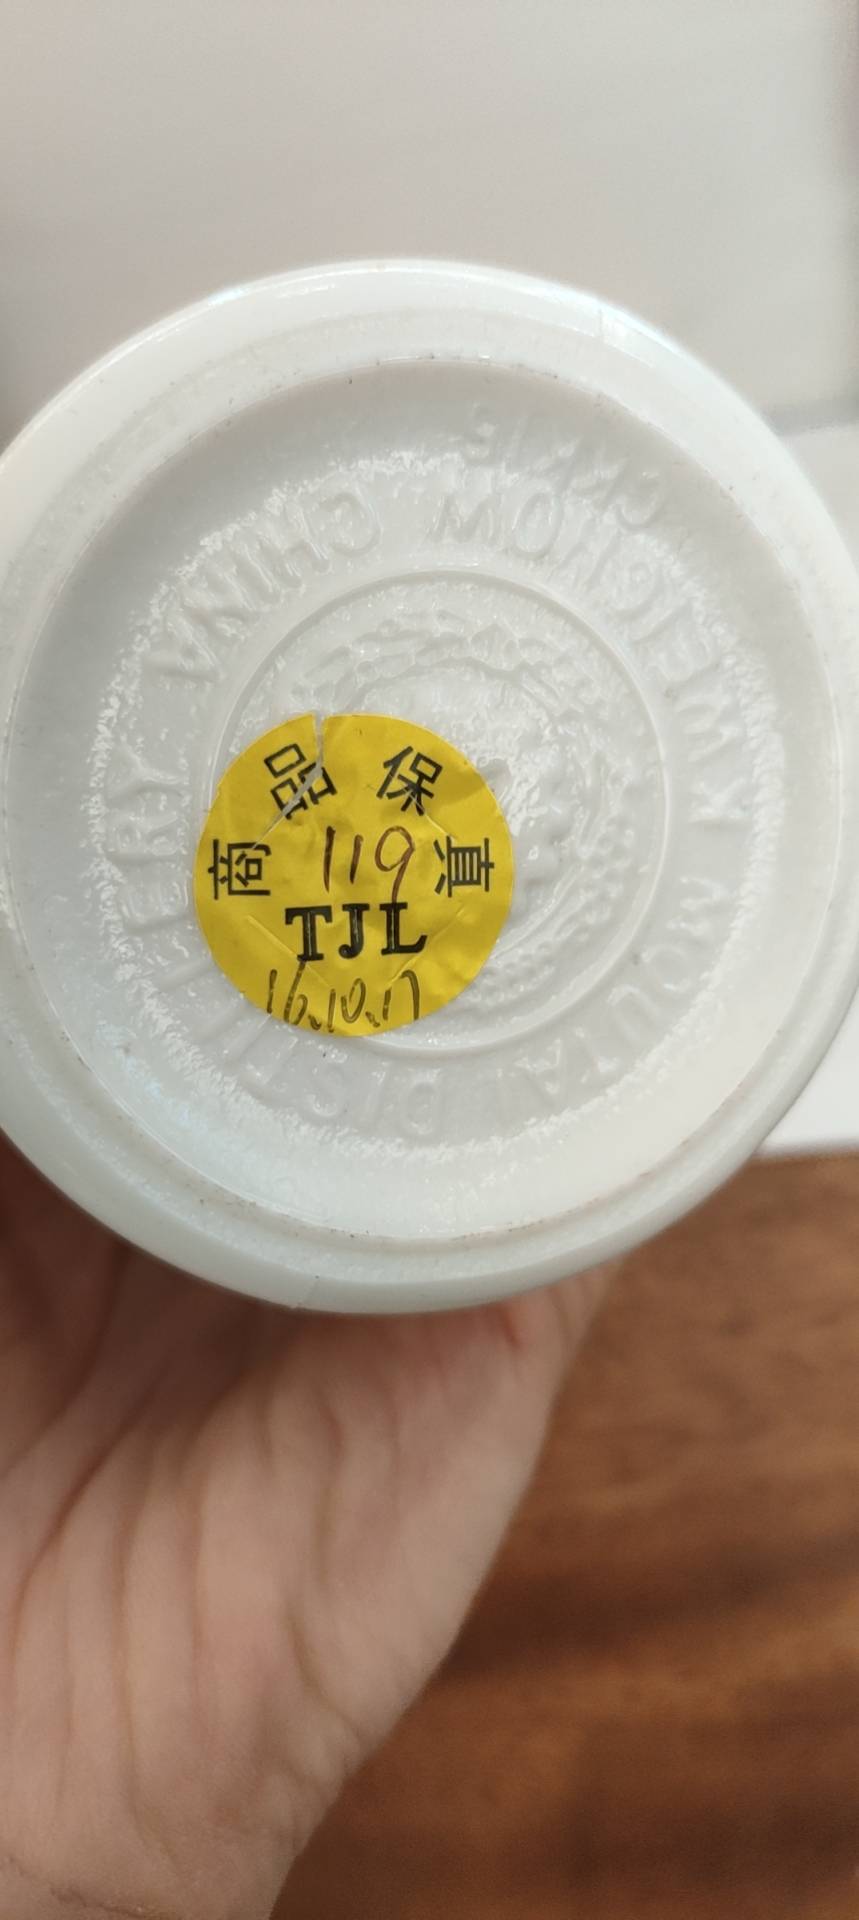 商品保真
119
TJL
16.10.17
KWEICHOW MOUTAI DISTILLERY CHINA